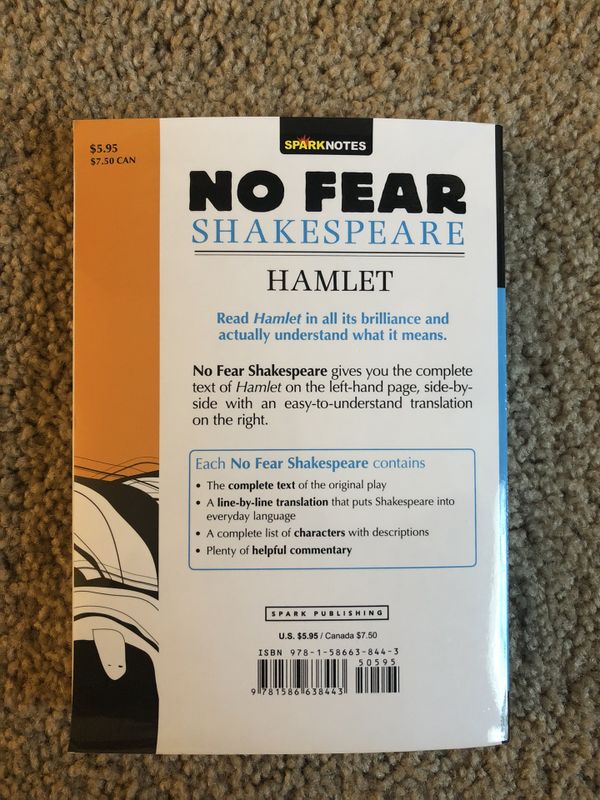 $5.95
$7.50 CAN
SPARKNOTES
NO FEAR
SHAKESPEARE
HAMLET
Read Hamlet in all its brilliance and
actually understand what it means.
No Fear Shakespeare gives you the complete
text of Hamlet on the left-hand page, side-by-
side with an easy-to-understand translation
on the right.
Each No Fear Shakespeare contains
• The complete text of the original play
• A line-by-line translation that puts Shakespeare into
everyday language
• A complete list of characters with descriptions
• Plenty of helpful commentary
SPARK PUBLISHING
U.S. $5.95 / Canada $7.50
ISBN 978-1-58663-844-3
50595
9 781586 638443